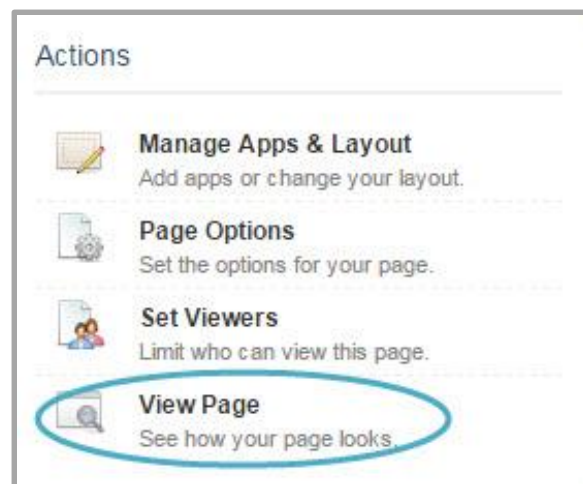 Actions
Manage Apps & Layout
Add apps or change your layout.
Page Options
Set the options for your page.
Set Viewers
Limit who can view this page.
View Page
See how your page looks.